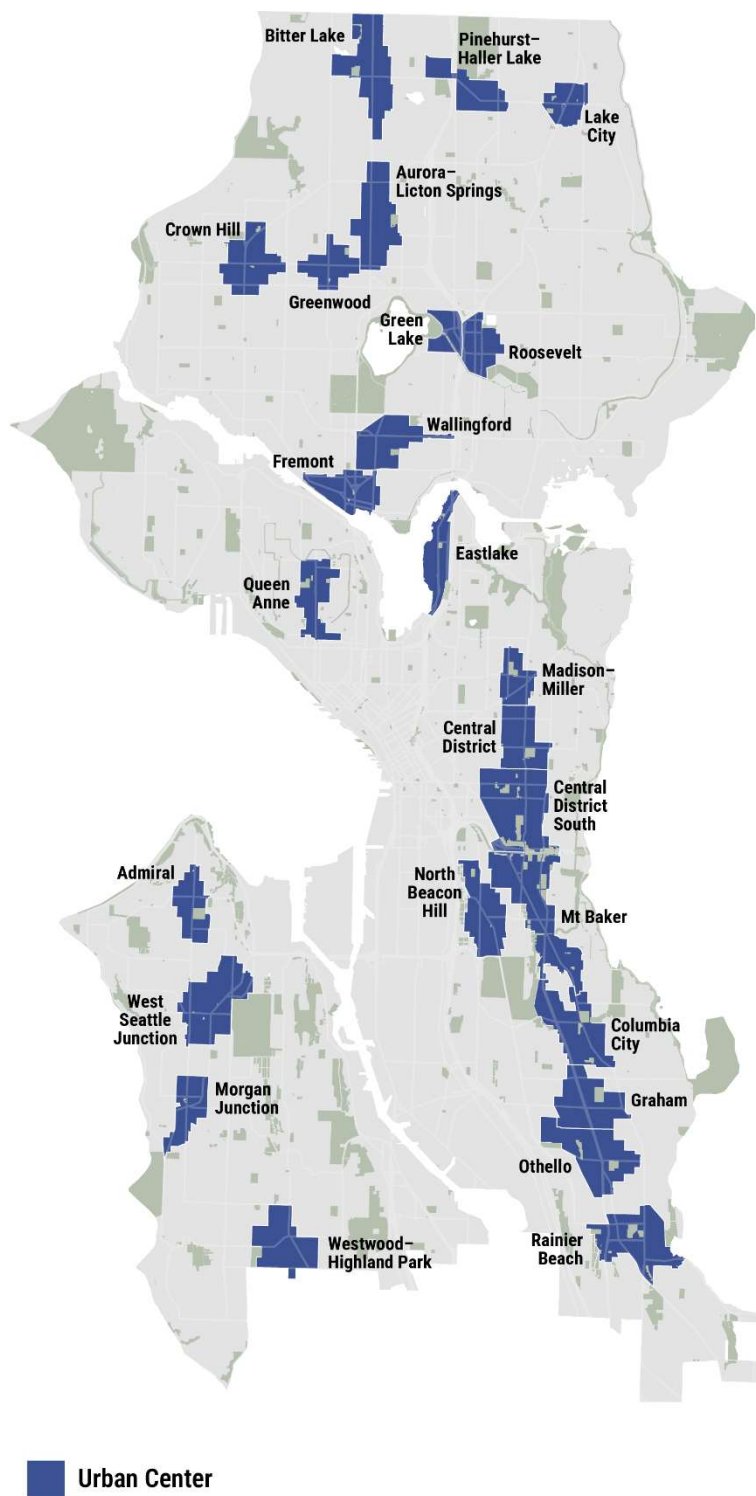 Bitter Lake
Pinehurst–
Haller Lake
Lake
City
Aurora–
Licton Springs
Crown Hill
Greenwood
Green
Lake
Roosevelt
Wallingford
Fremont
Eastlake
Queen
Anne
Madison–
Miller
Central
District
Central
District
South
Admiral
North
Beacon
Hill
Mt Baker
West
Seattle
Junction
Columbia
City
Morgan
Junction
Graham
Othello
Westwood–
Highland Park
Rainier
Beach
Urban Center